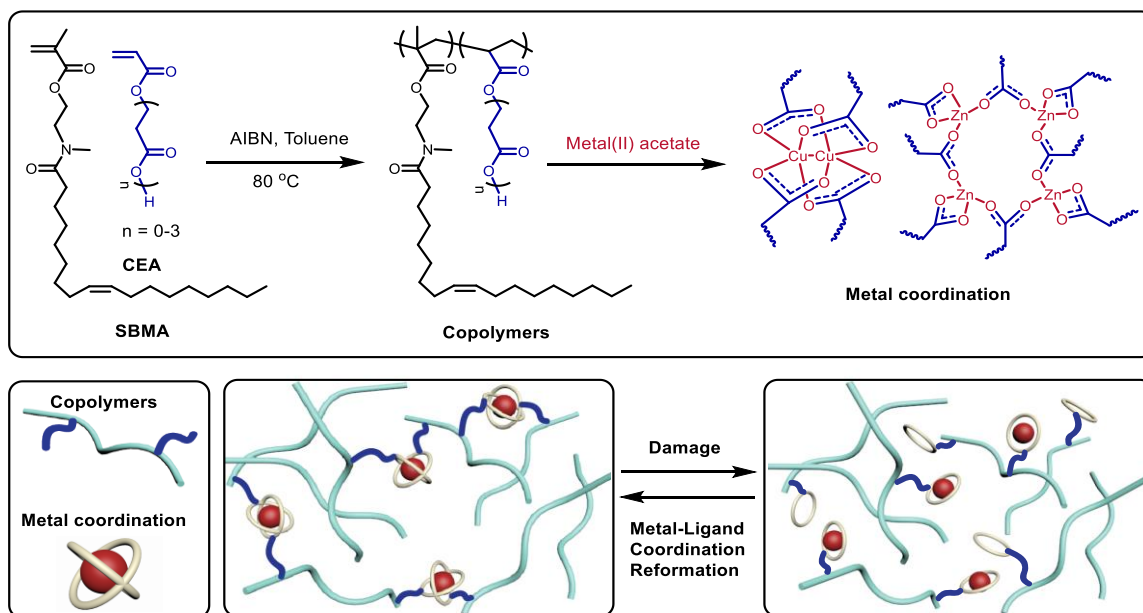 O
O
O
O
AIBN, Toluene
80 °C
N
O
O
O
n
H
n = 0-3
CEA
SBMA
O
O
O
O
N
O
O
O
n
H
Copolymers
Metal(II) acetate
O
O
O
O
Cu
Cu
O
O
O
O
O
O
Zn
O
O
Zn
O
O
O
O
O
O
O
O
Zn
O
O
Zn
O
O
Metal coordination
Copolymers
Metal coordination
Damage
Metal-Ligand
Coordination
Reformation